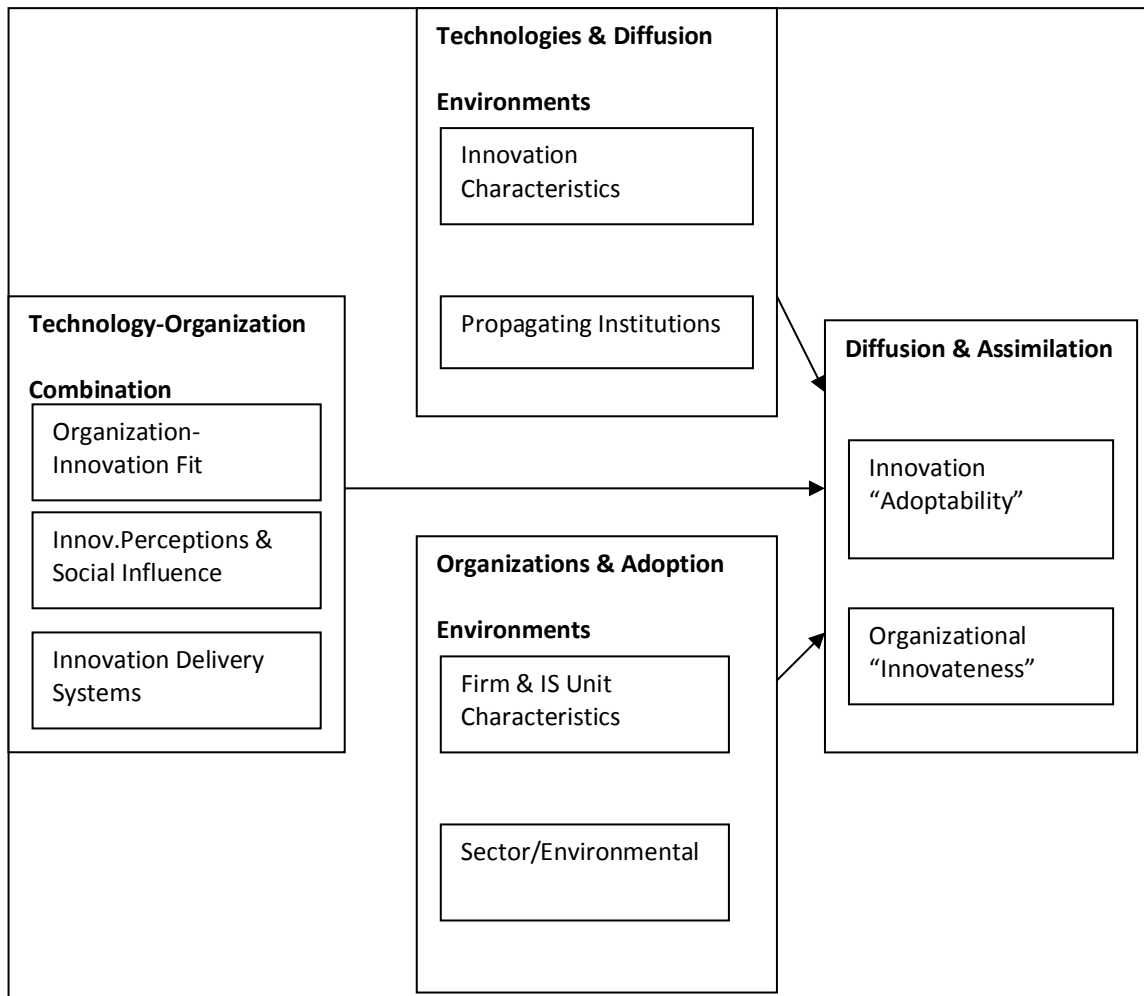 Technologies & Diffusion
Environments
Innovation
Characteristics
Propagating Institutions
Technology-Organization
Combination
Organization-
Innovation Fit
Innov.Perceptions &
Social Influence
Innovation Delivery
Systems
Diffusion & Assimilation
Innovation
“Adoptability”
Organizational
“Innovateness”
Organizations & Adoption
Environments
Firm & IS Unit
Characteristics
Sector/Environmental